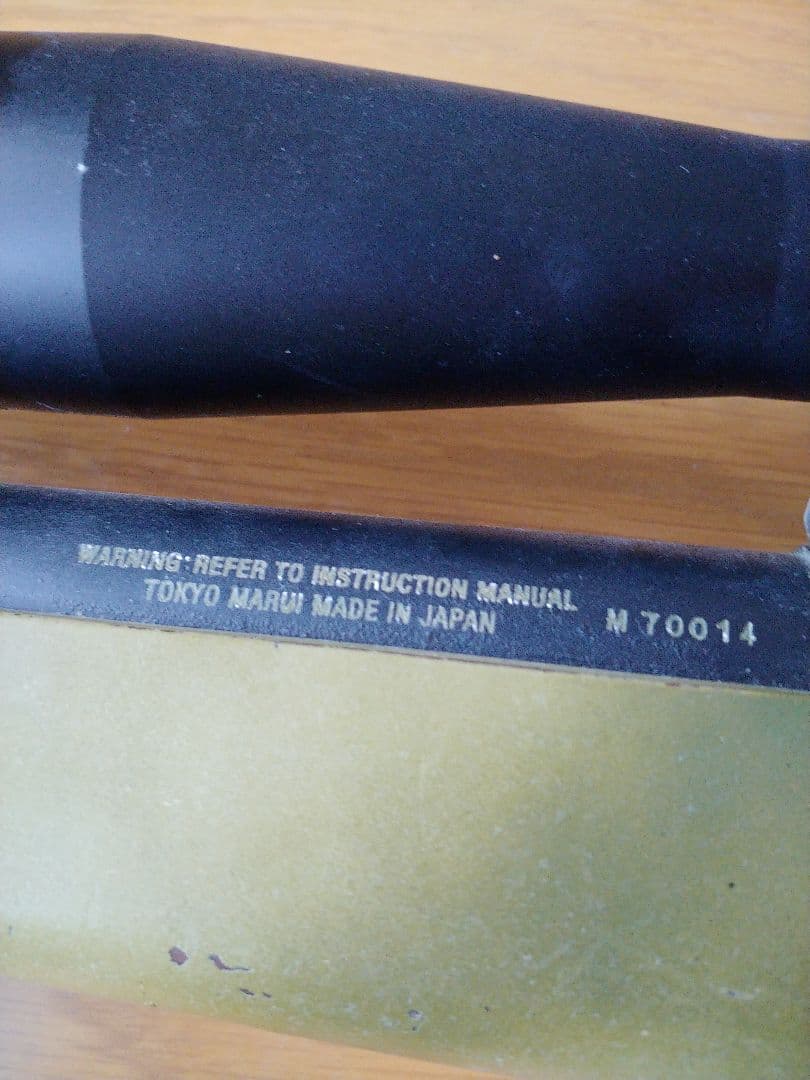 WARNING: REFER TO INSTRUCTION MANUAL
TOKYO MARUI MADE IN JAPAN
M 70014